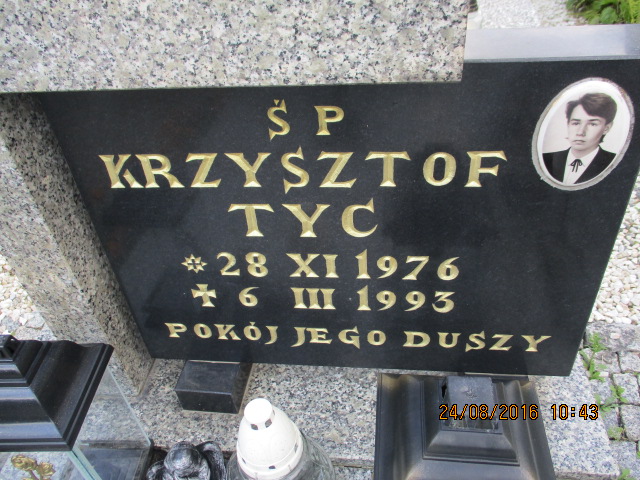 ŚP
KRZYSZTOF
TYC
* 28 XI 1976
✝ 6 III 1993
POKÓJ JEGO DUSZY
24/08/2016 10:43